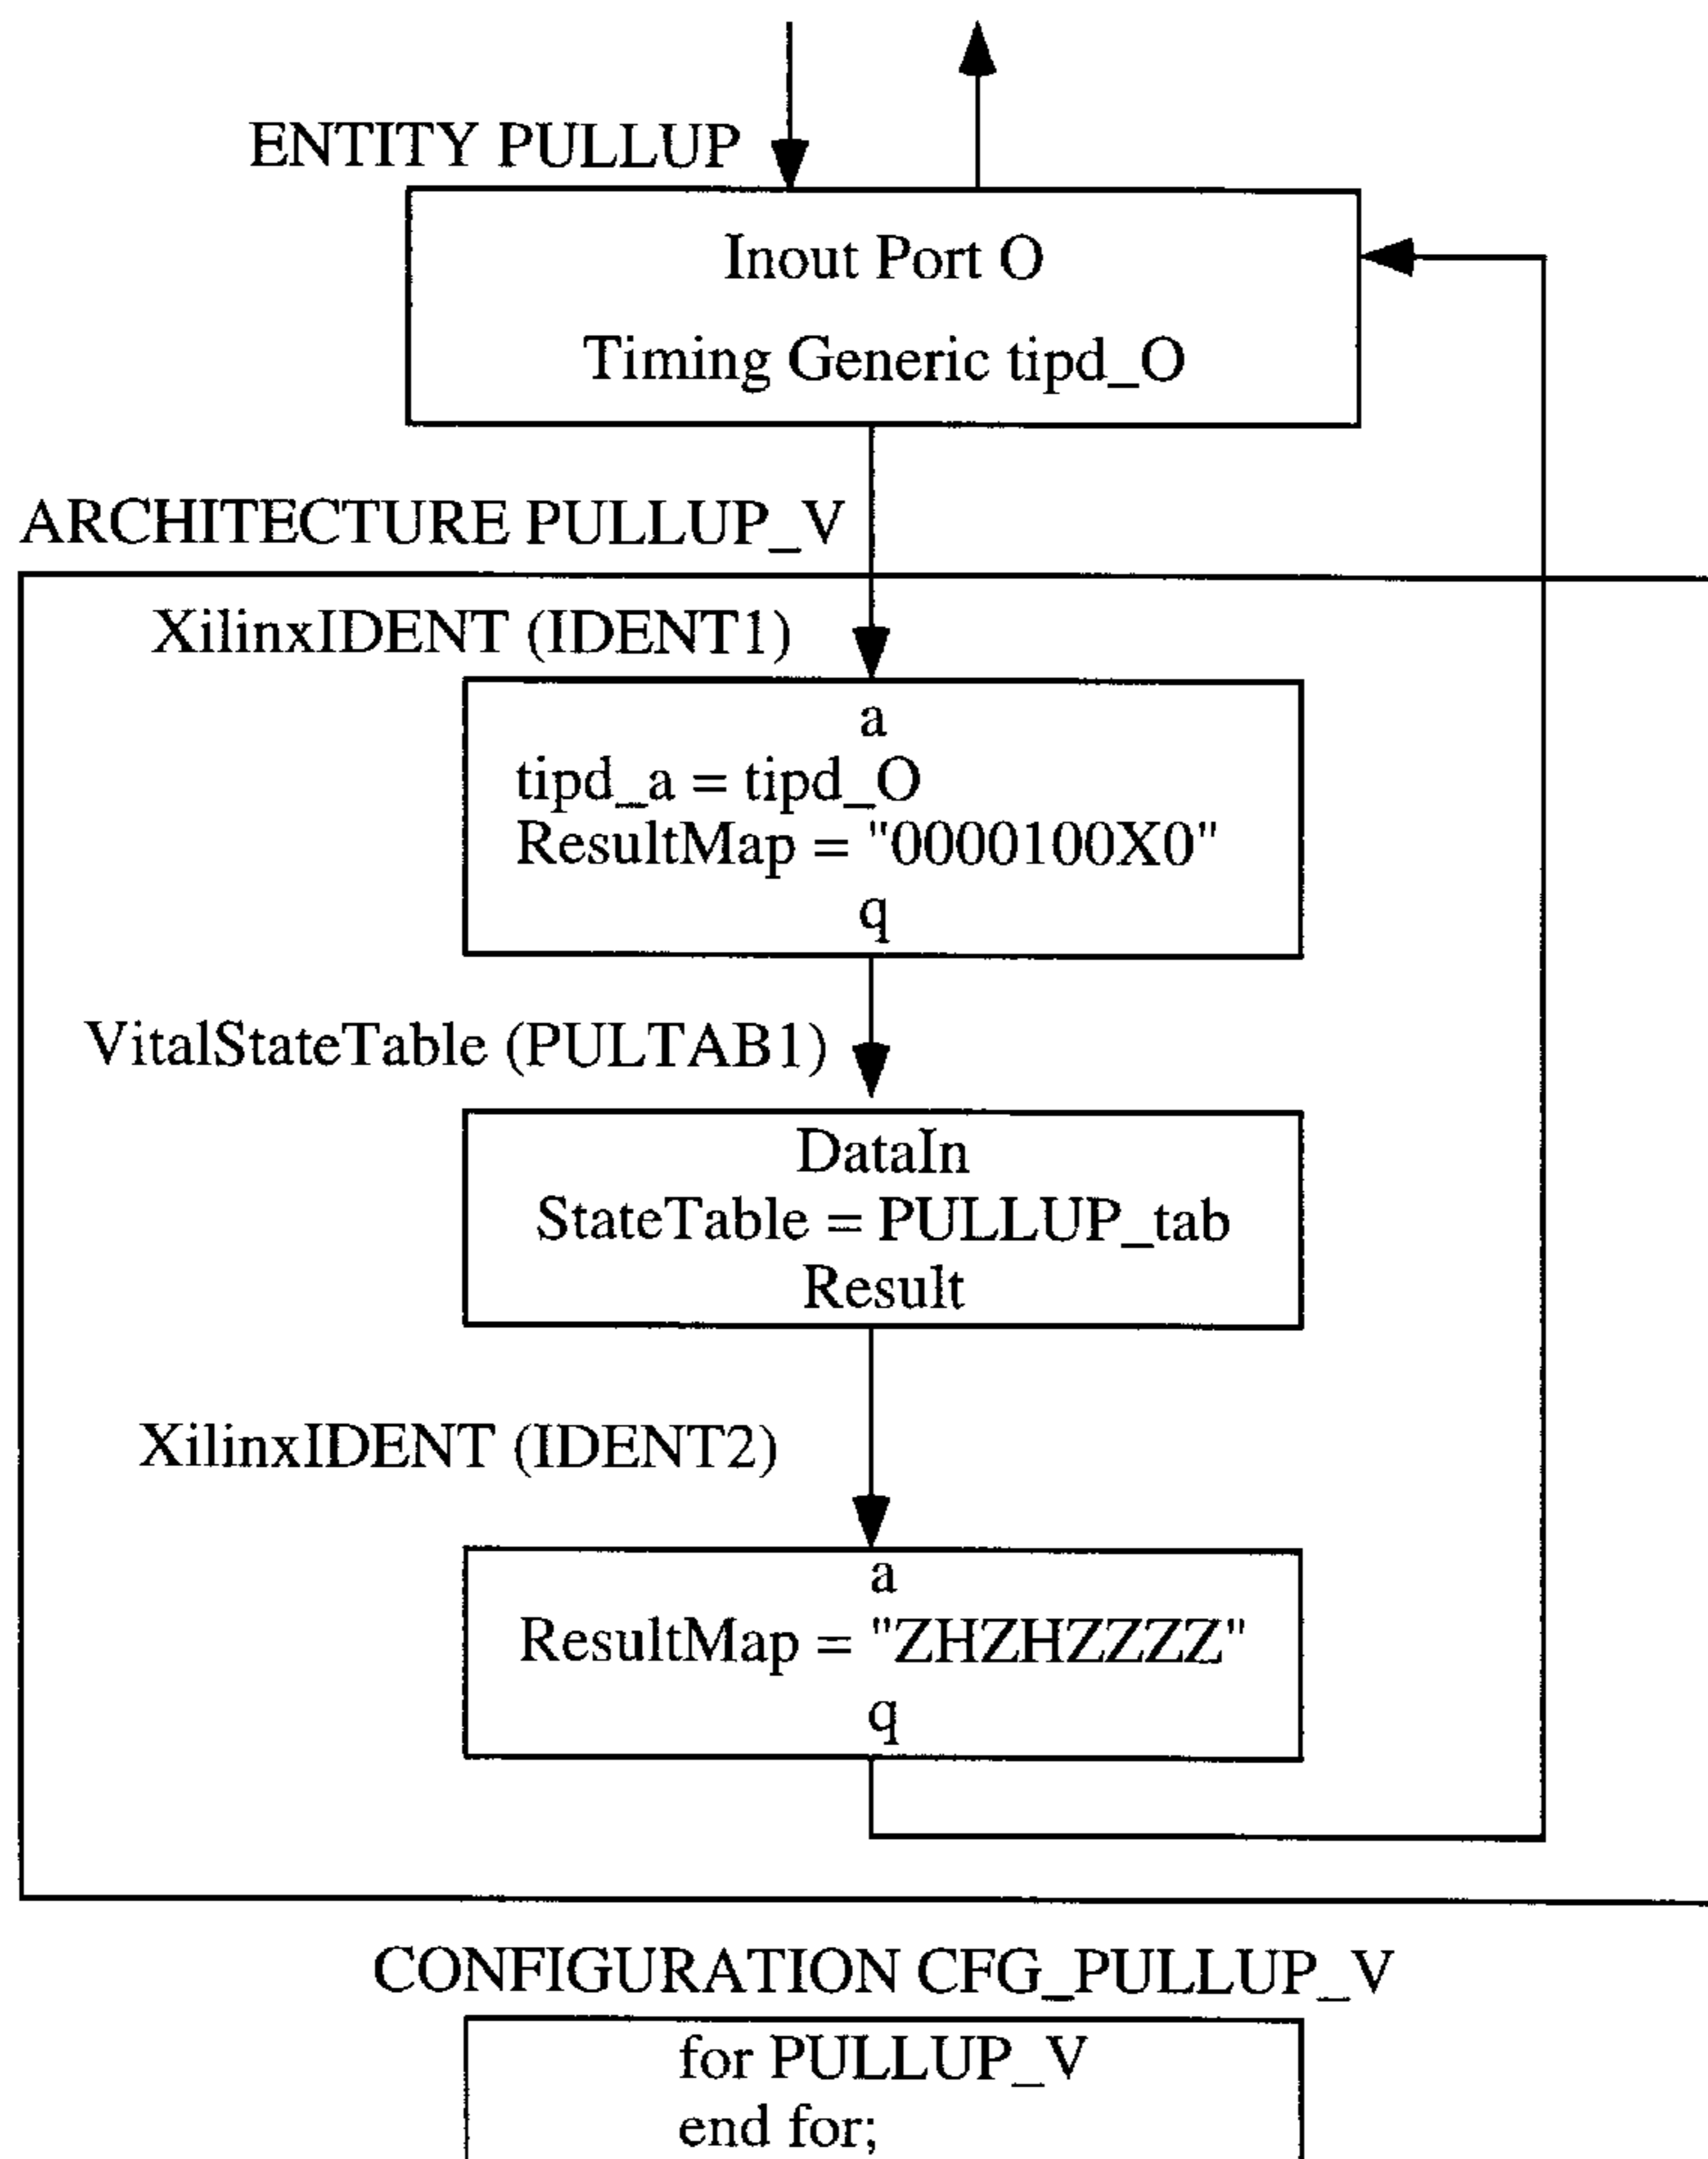 ENTITY PULLUP
Inout Port O
Timing Generic tipd_O
ARCHITECTURE PULLUP_V
XilinxIDENT (IDENT1)
a
tipd_a = tipd_O
ResultMap = "0000100X0"
q
VitalStateTable (PULTAB1)
DataIn
StateTable = PULLUP_tab
Result
XilinxIDENT (IDENT2)
a
ResultMap = "ZHZHZZZZ"
q
CONFIGURATION CFG_PULLUP_V
for PULLUP_V
end for;